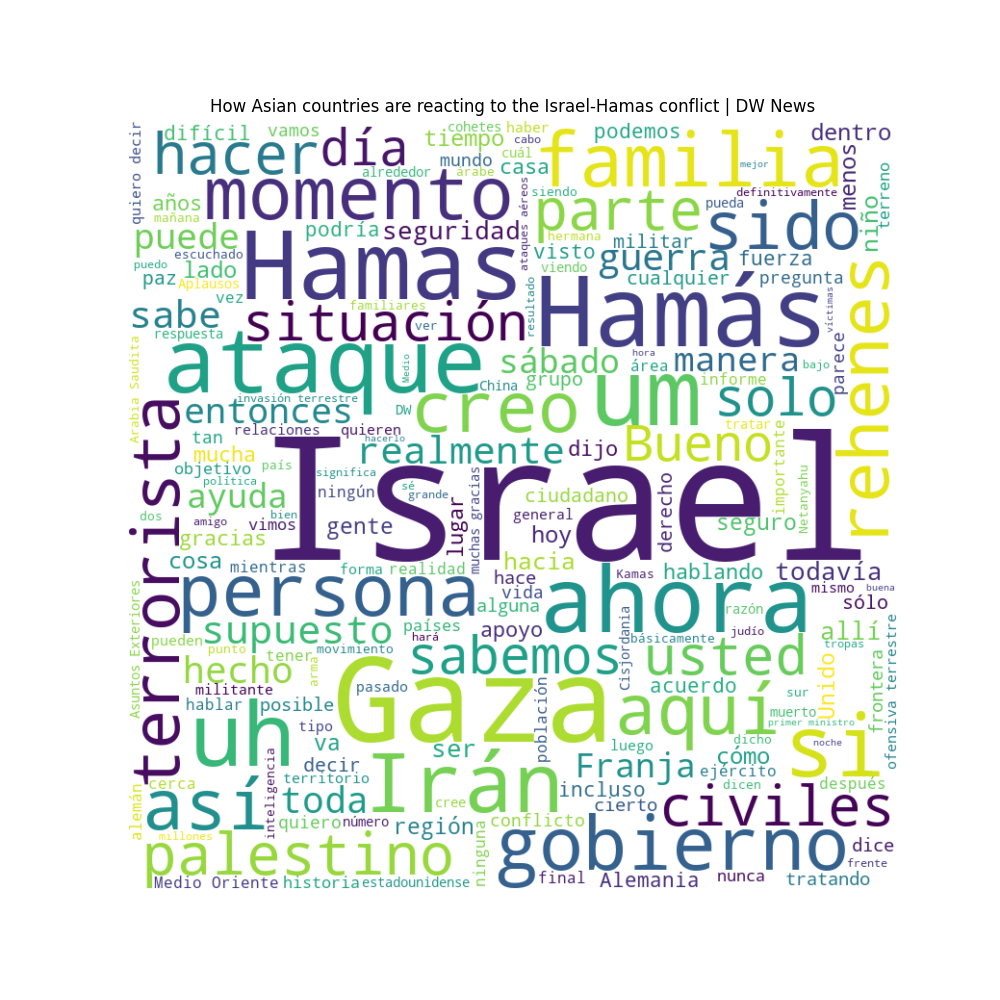 How Asian countries are reacting to the Israel-Hamas conflict | DW News
quiero decir
difícil
vamos
tiempo
cohetes
haber
cabo
cuál
podemos
dentro
hacer
día
familia
mejor
menos
alrededor
mundo
árabe
casa
siendo
definitivamente
terreno
años
mañana
momento
parte
pueda
sido
niño
puede
escuchado
podría
seguridad
ataques aéreos
hermana
visto
militar
guerra
fuerza
puedo
paz
lado
Aplausos
Hamas
viendo
cualquier
pregunta
vez
familiares
resultado
Hamás
víctimas
rehenes
sabe
respuesta
situación
ver
hora
parece
Arabia Saudita
ataque
Medio
sábado
área
manera
bajo
China
grupo
um
informe
solo
invasión terrestre
DW
creo
entonces
terrorista
relaciones
quieren
hacerlo
tratar
tan
mucha
realmente
dijo
Bueno
importante
objetivo
país
política
significa
Israel
Netanyahu
ayuda
ningún
sé
grande
muchas gracias
ciudadano
derecho
dos
amigo
vimos
bien
gente
lugar
general
hoy
seguro
gracias
cosa
mientras
forma
realidad
hacia
hablando
todavía
hace
Kamas
mismo
buena
Asuntos Exteriores
persona
vida
alguna
ahora
razón
sólo
supuesto
países
apoyo
Cisjordania
básicamente
judío
allí
pueden
punto
hará
sabemos
usted
tropas
ofensiva terrestre
hecho
tener
movimiento
arma
Gaza
acuerdo
Unido
frontera
militante
pasado
población
sur
hablar
posible
uh
aquí
muerto
primer ministro
tipo
luego
dicho
si
noche
va
ser
cómo
inteligencia
decir
Irán
Franja
ejército
después
cerca
territorio
dicen
alemán
así
toda
cree
incluso
cierto
civiles
millones
quiero
número
región
ninguna
conflicto
gobierno
palestino
dice
frente
Medio Oriente
historia
estadounidense
final
Alemania
nunca
tratando